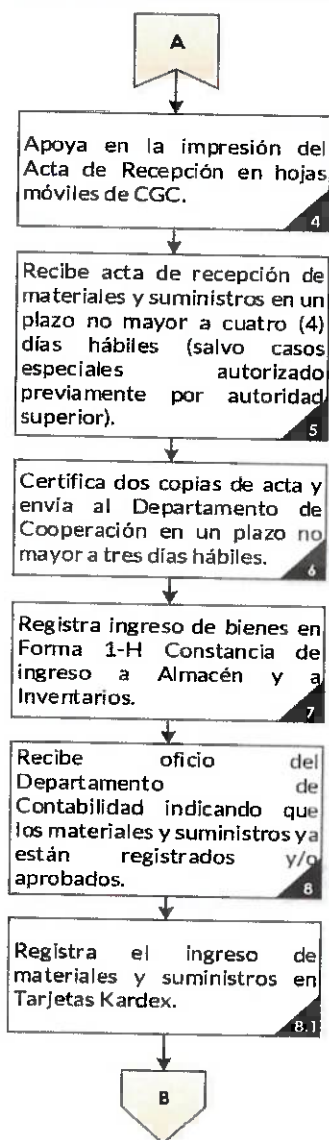 A
Apoya en la impresión del
Acta de Recepción en hojas
móviles de CGC.
4
Recibe acta de recepción de
materiales y suministros en un
plazo no mayor a cuatro (4)
días hábiles (salvo casos
especiales autorizado
previamente por autoridad
superior).
5
Certifica dos copias de acta y
envía al Departamento de
Cooperación en un plazo no
mayor a tres días hábiles.
6
Registra ingreso de bienes en
Forma 1-H Constancia de
ingreso a Almacén y a
Inventarios.
7
Recibe oficio del
Departamento de
Contabilidad indicando que
los materiales y suministros ya
están registrados y/o
aprobados.
8
Registra el ingreso de
materiales y suministros en
Tarjetas Kardex.
8.1
B